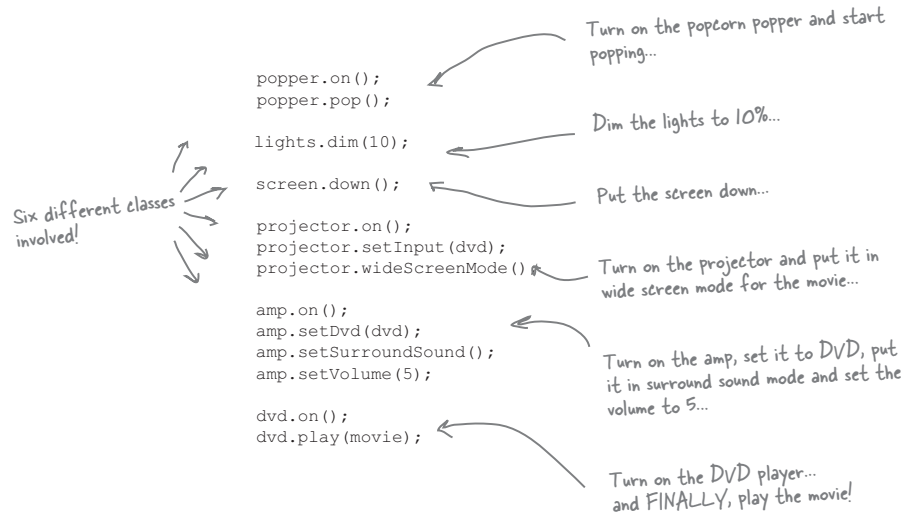 Turn on the popcorn popper and start
popping...
popper.on();
popper.pop();
Dim the lights to 10%...
lights.dim(10);
screen.down();
Put the screen down...
Six different classes
involved!
projector.on();
projector.setInput(dvd);
projector.wideScreenMode();
Turn on the projector and put it in
wide screen mode for the movie...
amp.on();
amp.setDvd(dvd);
amp.setSurroundSound();
amp.setVolume(5);
Turn on the amp, set it to DVD, put
it in surround sound mode and set the
volume to 5...
dvd.on();
dvd.play(movie);
Turn on the DVD player...
and FINALLY, play the movie!